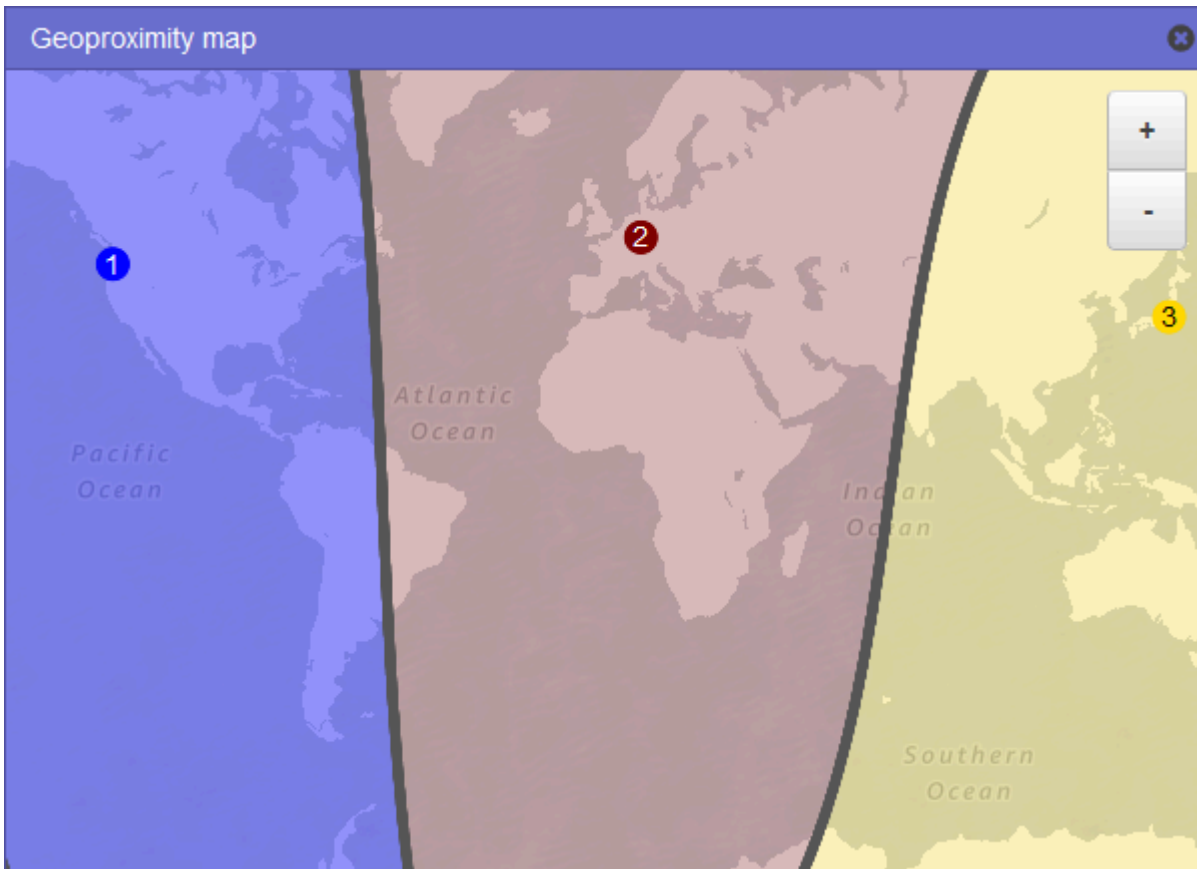 Geoproximity map
+
-
1
2
3
Atlantic
Ocean
Pacific
Ocean
Indian
Ocean
Southern
Ocean